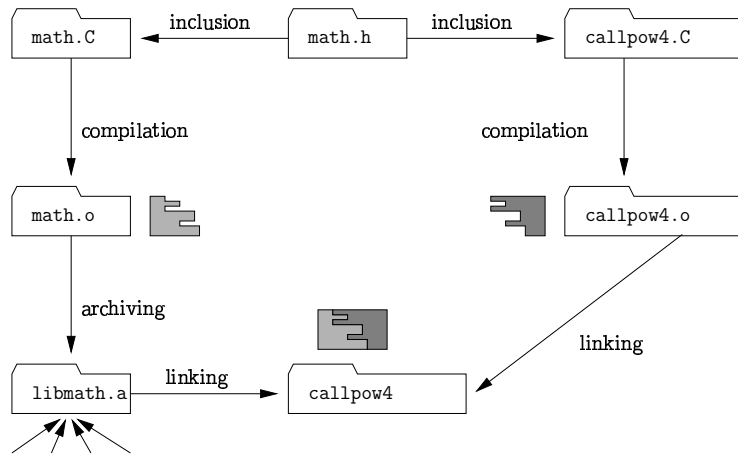 inclusion
inclusion
math.C
math.h
callpow4.C
compilation
compilation
math.o
callpow4.o
archiving
linking
linking
libmath.a
callpow4